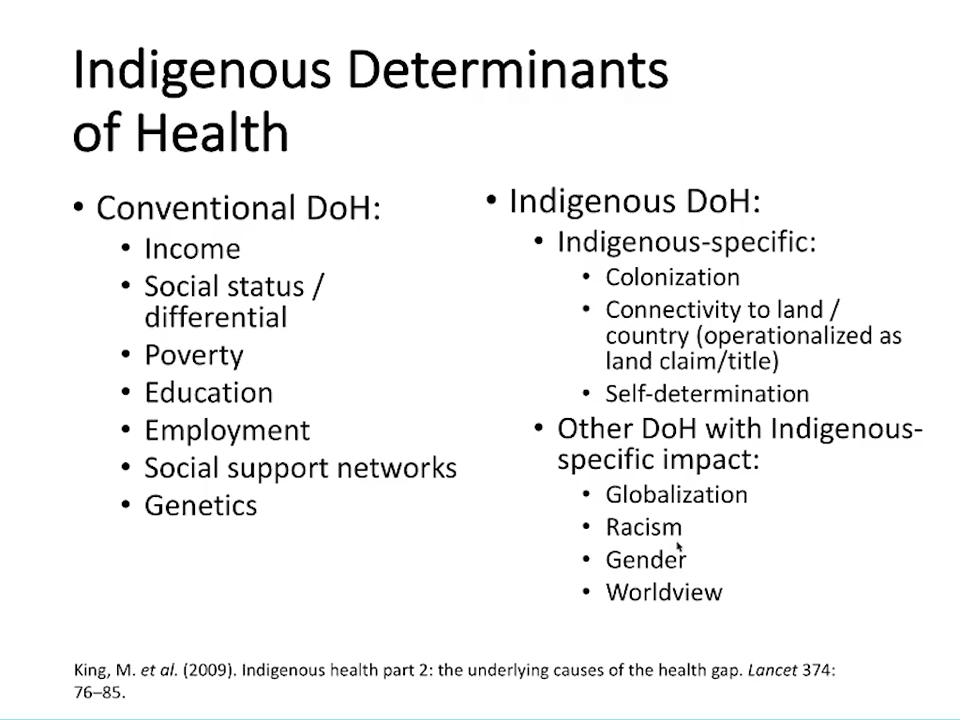 Indigenous Determinants
of Health
• Conventional DoH:
• Income
• Social status /
differential
• Poverty
• Education
• Employment
• Social support networks
• Genetics
• Indigenous DoH:
• Indigenous-specific:
• Colonization
• Connectivity to land /
country (operationalized as
land claim/title)
• Self-determination
• Other DoH with Indigenous-
specific impact:
• Globalization
• Racism
• Gender
• Worldview
King, M. et al. (2009). Indigenous health part 2: the underlying causes of the health gap. Lancet 374:
76–85.